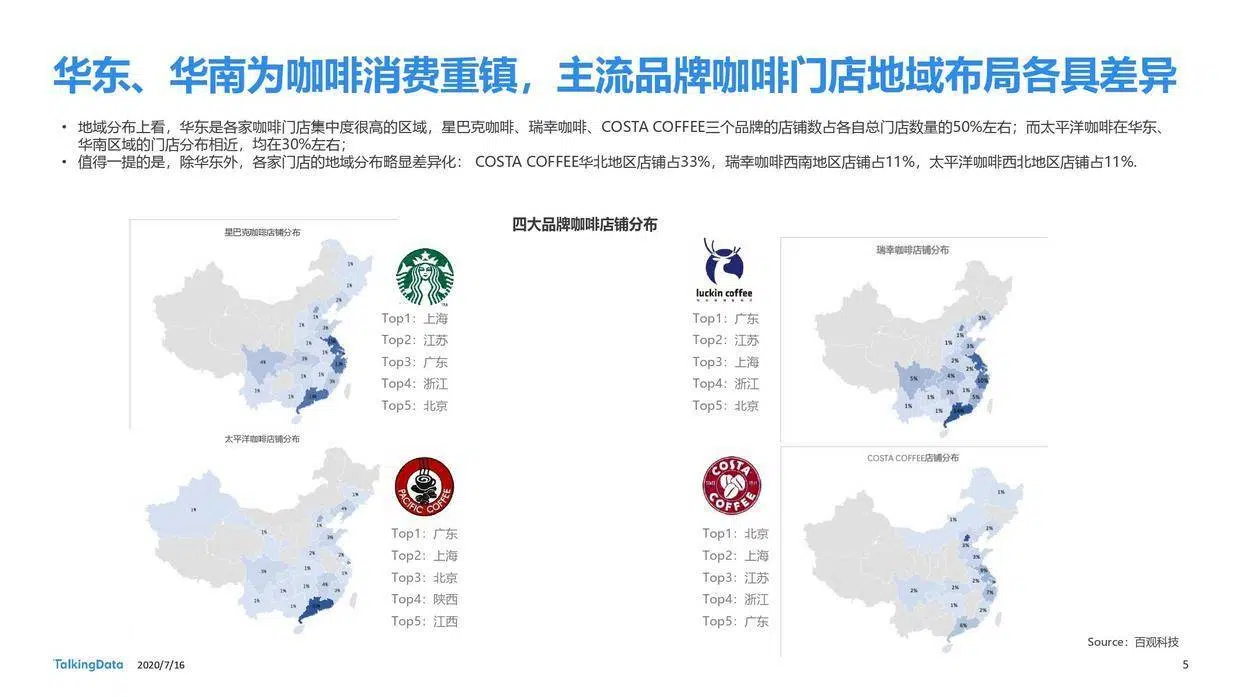 华东、华南为咖啡消费重镇，主流品牌咖啡门店地域布局各具差异
• 地域分布上看，华东是各家咖啡门店集中度很高的区域，星巴克咖啡、瑞幸咖啡、COSTA COFFEE三个品牌的店铺数占各自总门店数量的50%左右；而太平洋咖啡在华东、
华南区域的门店分布相近，均在30%左右；
• 值得一提的是，除华东外，各家门店的地域分布略显差异化： COSTA COFFEE华北地区店铺占33%，瑞幸咖啡西南地区店铺占11%，太平洋咖啡西北地区店铺占11%.
四大品牌咖啡店铺分布
星巴克咖啡店铺分布
Top1：上海
Top2：江苏
Top3：广东
Top4：浙江
Top5：北京
luckin coffee
Top1：广东
Top2：江苏
Top3：上海
Top4：浙江
Top5：北京
瑞幸咖啡店铺分布
太平洋咖啡店铺分布
PACIFIC COFFEE
Top1：广东
Top2：上海
Top3：北京
Top4：陕西
Top5：江西
COSTA
COFFEE
Top1：北京
Top2：上海
Top3：江苏
Top4：浙江
Top5：广东
COSTA COFFEE店铺分布
Source：百观科技
TalkingData 2020/7/16
5